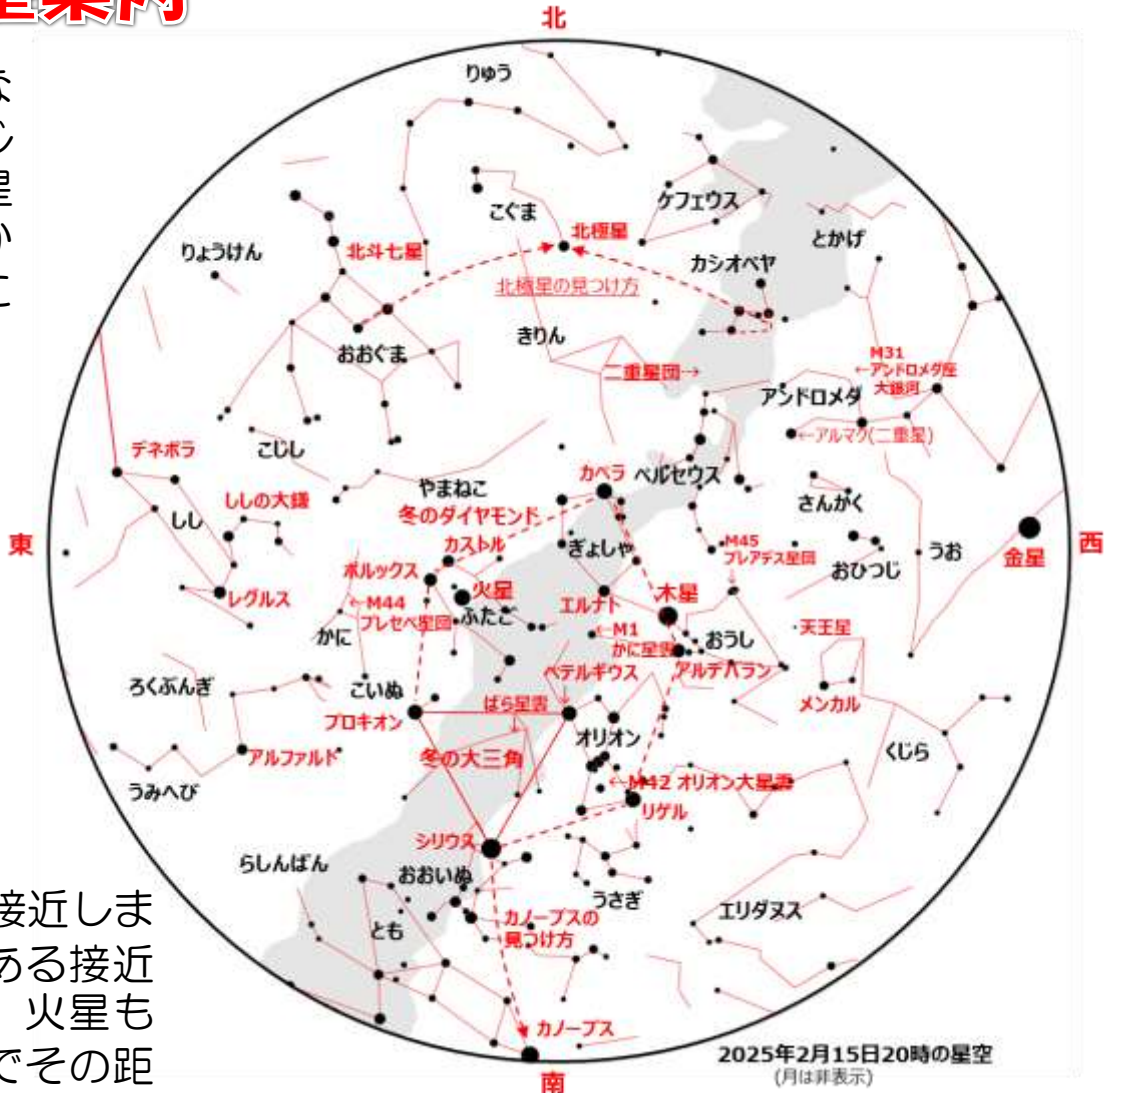 星案内
北
な
し
星
か
に
りゅう
こぐま
ケフェウス
北極星
とかげ
りょうけん
北斗七星
カシオペヤ
北極星の見つけ方
きりん
おおぐま
二重星団→
M31
←アンドロメダ座
大銀河
アンドロメダ
←アルマク(二重星)
デネボラ
こじし
カペラ
ペルセウス
やまねこ
ししの大鎌
冬のダイヤモンド
さんかく
しし
東
カストル
ぎょしゃ
M45
プレアデス星団
うお
金星
西
おひつじ
ポルックス
火星
木星
レグルス
←M44
プレセペ星団
ふたご
エルナト
天王星
かに
←M1
かに星雲
おうし
アルデバラン
ベテルギウス
ろくぶんぎ
こいぬ
ばら星雲
メンカル
プロキオン
オリオン
アルファルド
冬の大三角
くじら
うみへび
←M42 オリオン大星雲
リゲル
シリウス
らしんばん
おおいぬ
うさぎ
エリダヌス
とも
カノープスの
見つけ方
接近しま
ある接近
火星も
でその距
カノープス
2025年2月15日20時の星空
(月は非表示)
南